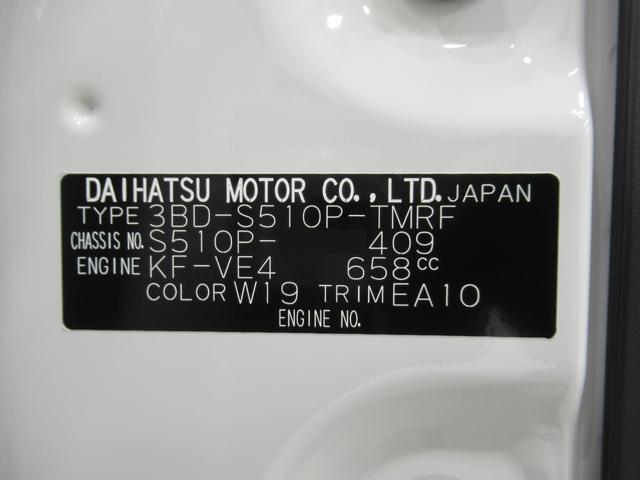 DAIHATSU MOTOR CO., LTD. JAPAN
TYPE 3BD-S510P-TMRF
CHASSIS NO. S510P- 409
ENGINE KF-VE4 658cc
COLOR W19 TRIM EA10
ENGINE NO.